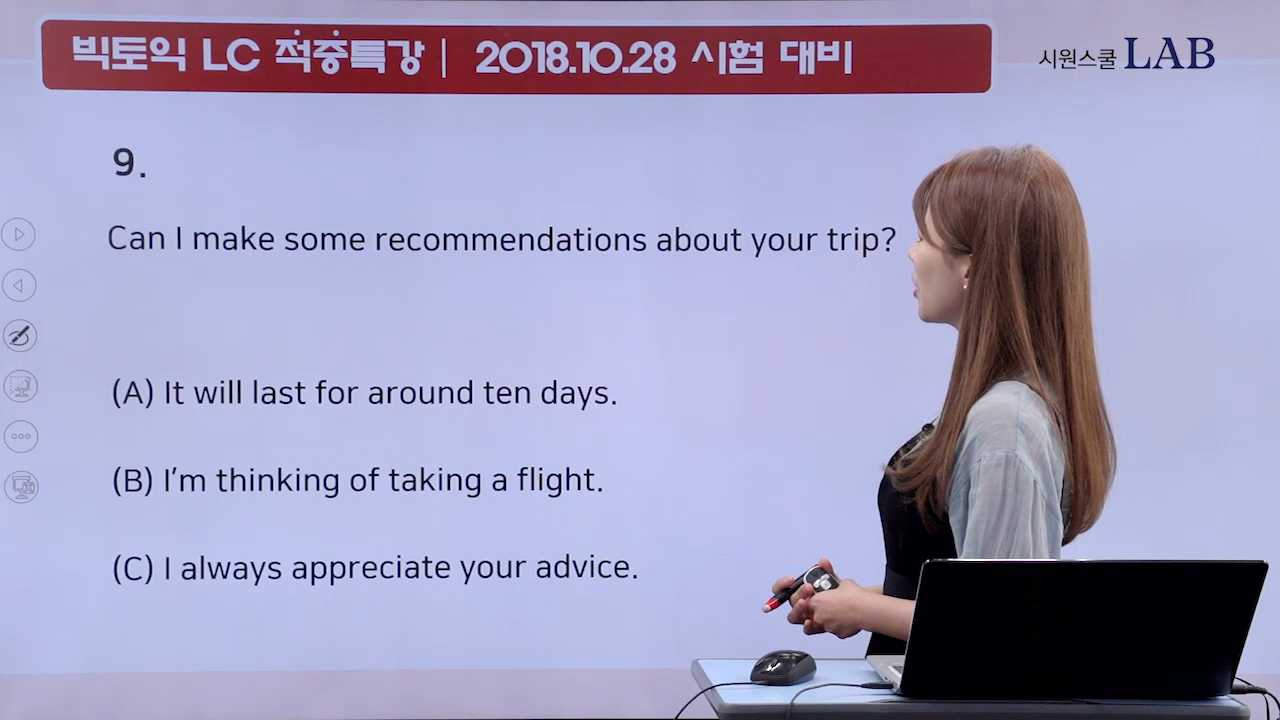 빅토익 LC 적중특강 | 2018.10.28 시험 대비
시원스쿨 LAB
9.
Can I make some recommendations about your trip?
(A) It will last for around ten days.
(B) I'm thinking of taking a flight.
(C) I always appreciate your advice.